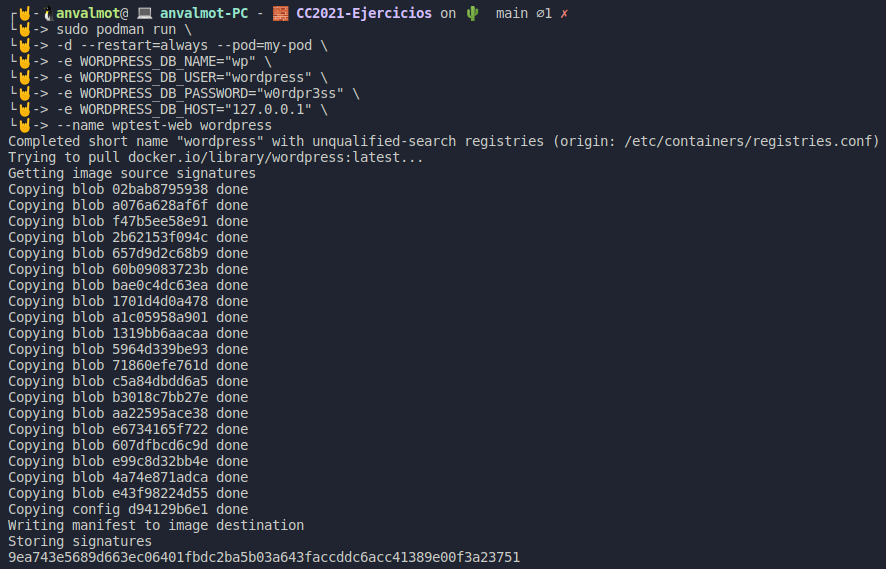 ┌🤘-🐧anvalmot@ 💻 anvalmot-PC - 🧱 CC2021-Ejercicios on 🌵  main ∅1 ✗
└🤘-> sudo podman run \
└🤘-> -d --restart=always --pod=my-pod \
└🤘-> -e WORDPRESS_DB_NAME="wp" \
└🤘-> -e WORDPRESS_DB_USER="wordpress" \
└🤘-> -e WORDPRESS_DB_PASSWORD="w0rdpr3ss" \
└🤘-> -e WORDPRESS_DB_HOST="127.0.0.1" \
└🤘-> --name wptest-web wordpress
Completed short name "wordpress" with unqualified-search registries (origin: /etc/containers/registries.conf)
Trying to pull docker.io/library/wordpress:latest...
Getting image source signatures
Copying blob 02bab8795938 done
Copying blob a076a628af6f done
Copying blob f47b5ee58e91 done
Copying blob 2b62153f094c done
Copying blob 657d9d2c68b9 done
Copying blob 60b09083723b done
Copying blob bae0c4dc63ea done
Copying blob 1701d4d0a478 done
Copying blob a1c05958a901 done
Copying blob 1319bb6aacaa done
Copying blob 5964d339be93 done
Copying blob 71860efe761d done
Copying blob c5a84dbdd6a5 done
Copying blob b3018c7bb27e done
Copying blob aa22595ace38 done
Copying blob e6734165f722 done
Copying blob 607dfbcd6c9d done
Copying blob e99c8d32bb4e done
Copying blob 4a74e871adca done
Copying blob e43f98224d55 done
Copying config d94129b6e1 done
Writing manifest to image destination
Storing signatures
9ea743e5689d663ec06401fbdc2ba5b03a643faccddc6acc41389e00f3a23751